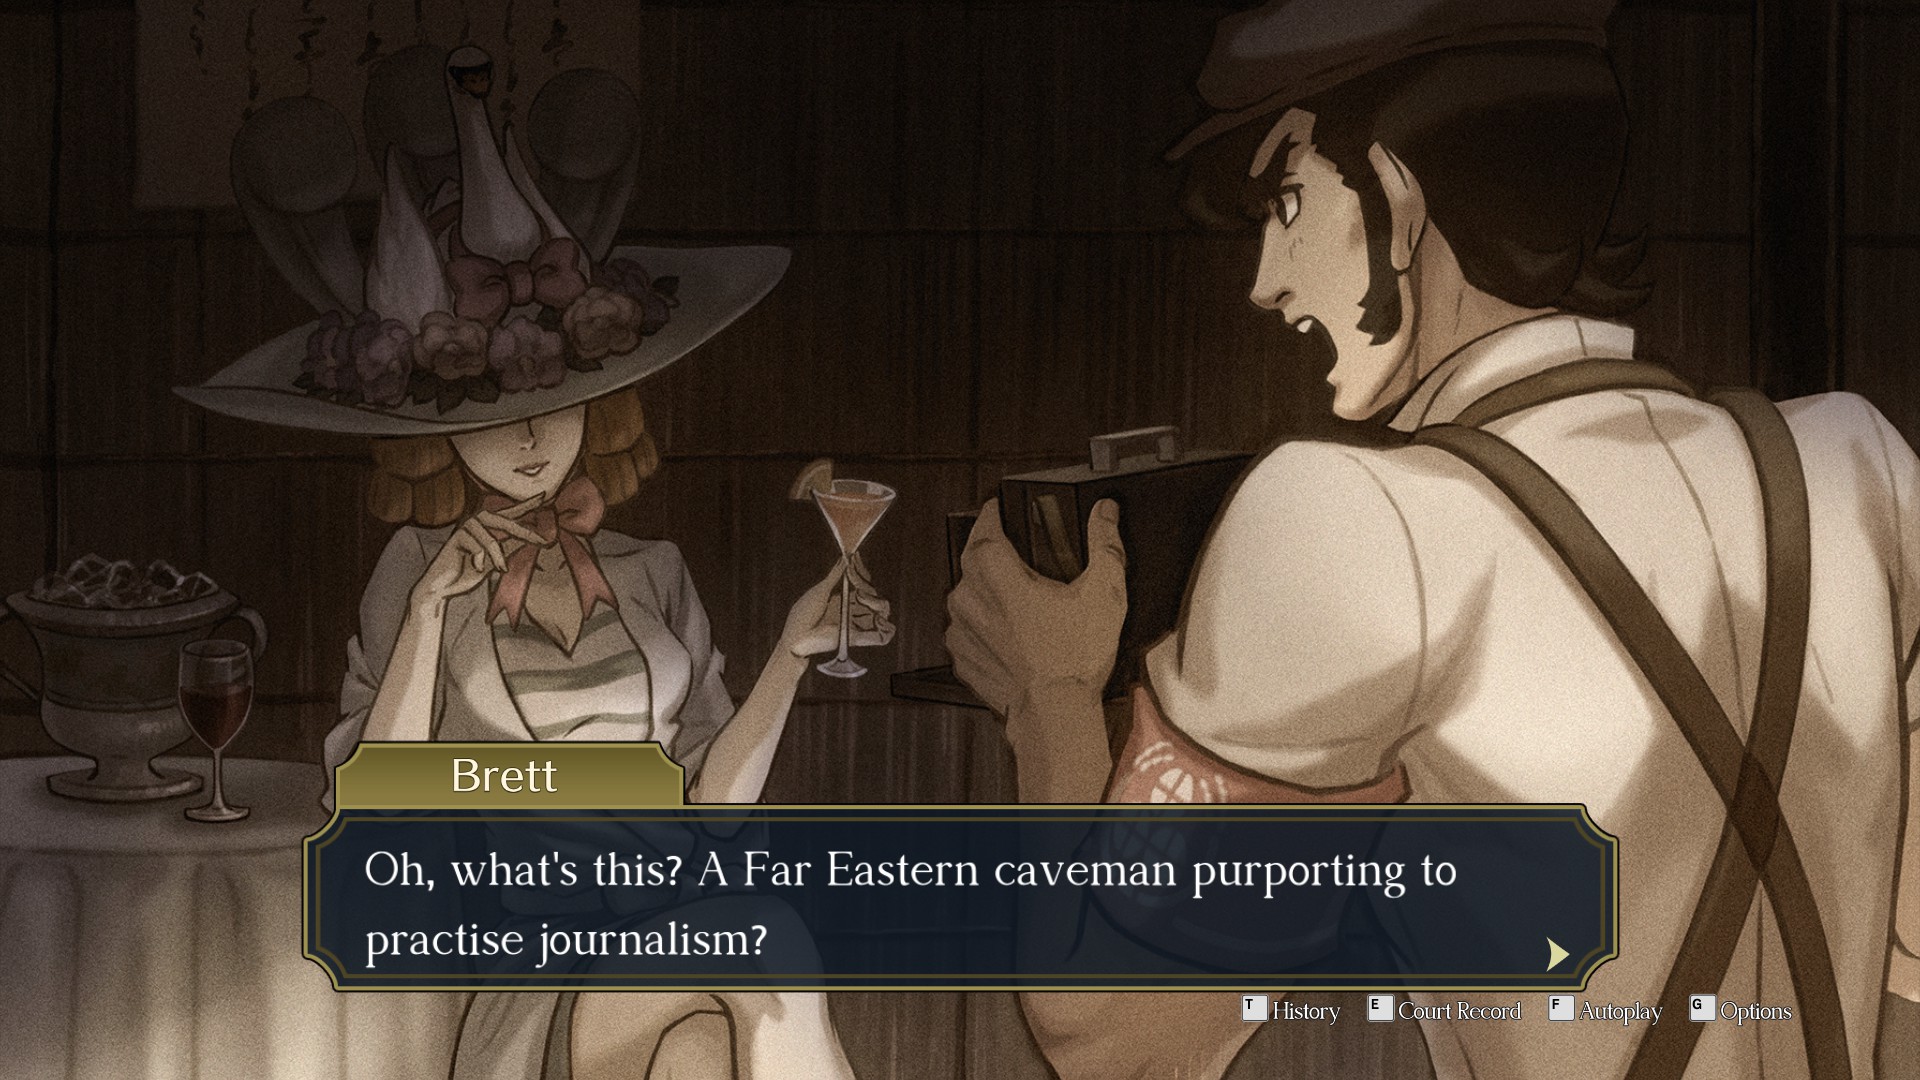 Brett
Oh, what's this? A Far Eastern caveman purporting to
practise journalism?
T History E Court Record F Autoplay G Options